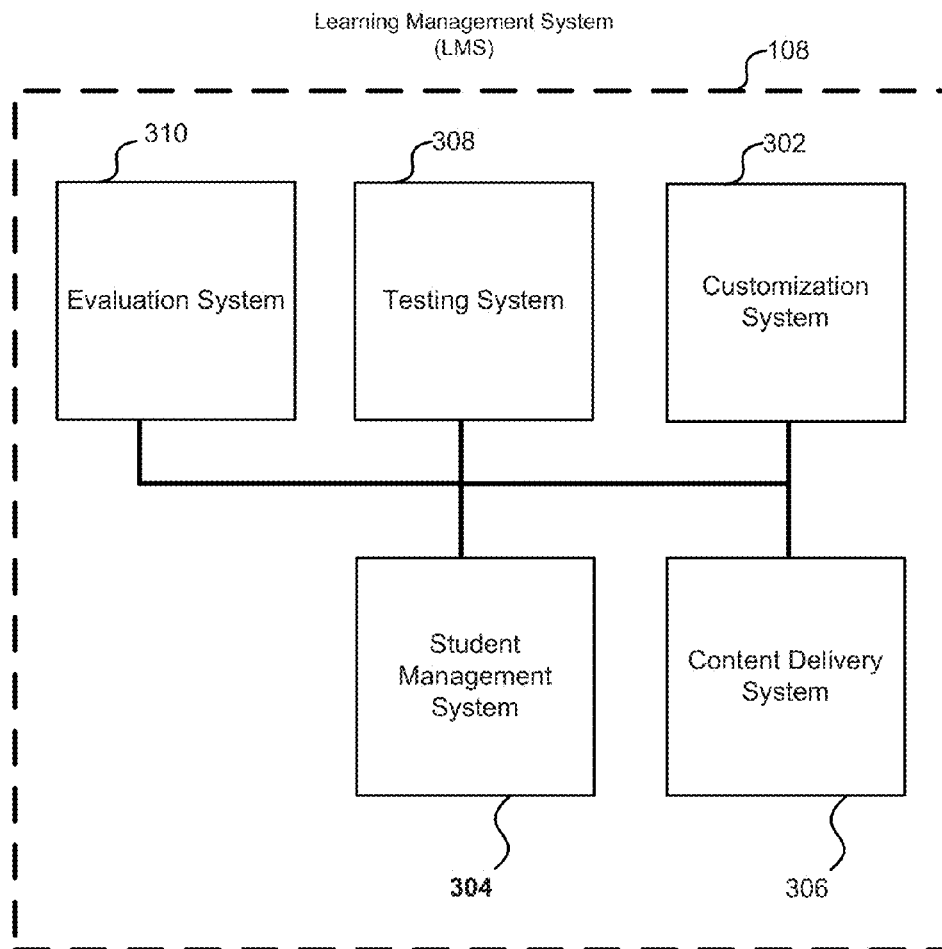 Learning Management System
(LMS)
108
310
308
302
Evaluation System
Testing System
Customization
System
Student
Management
System
Content Delivery
System
304
306